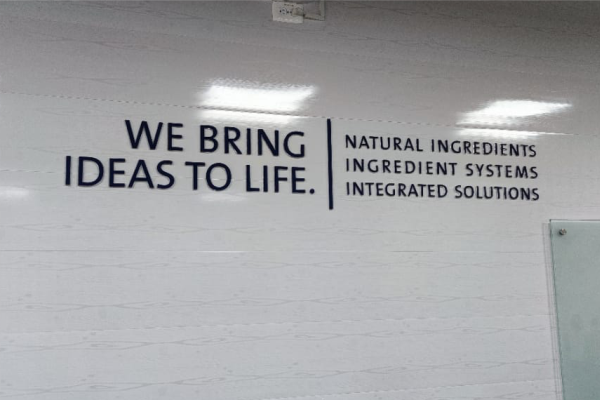 WE BRING
IDEAS TO LIFE.
NATURAL INGREDIENTS
INGREDIENT SYSTEMS
INTEGRATED SOLUTIONS